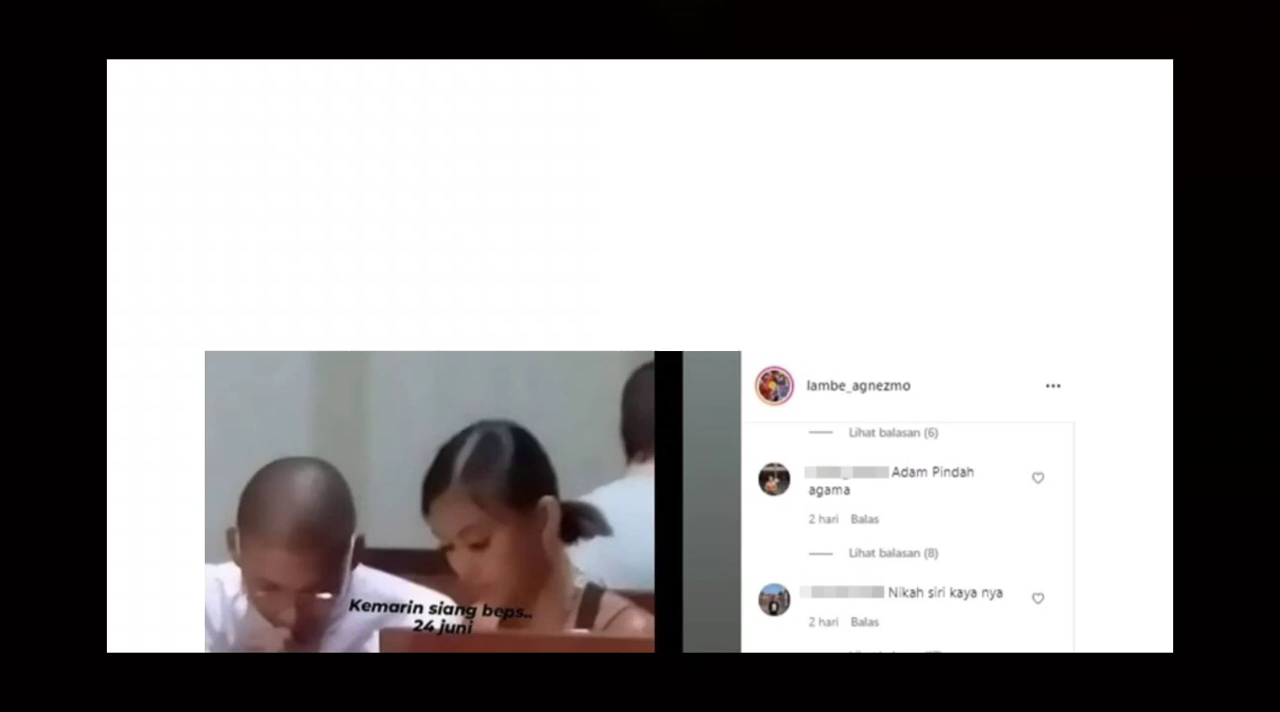 Kemarin siang beps..
24 juni
lambe_agnezmo
Lihat balasan (6)
Adam Pindah
agama
2 hari Balas
Lihat balasan (8)
Nikah siri kaya nya
2 hari Balas